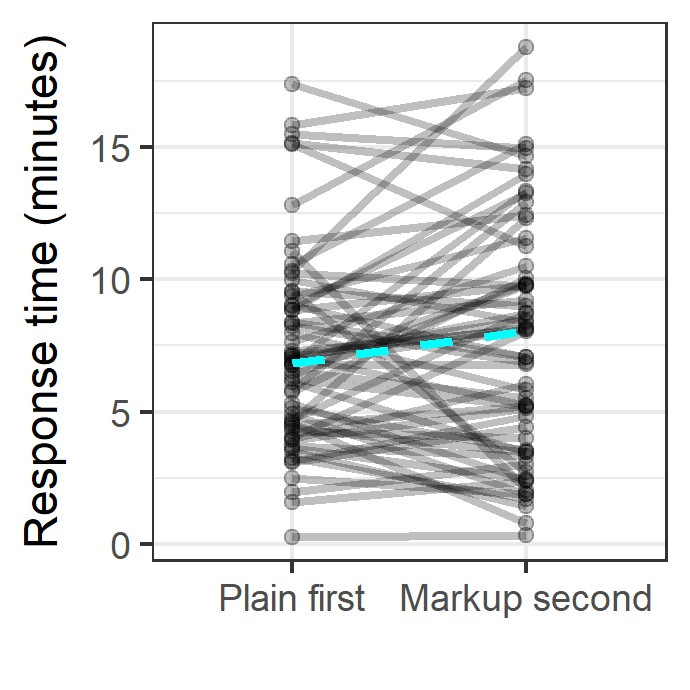 Response time (minutes)
15
10
5
0
Plain first
Markup second